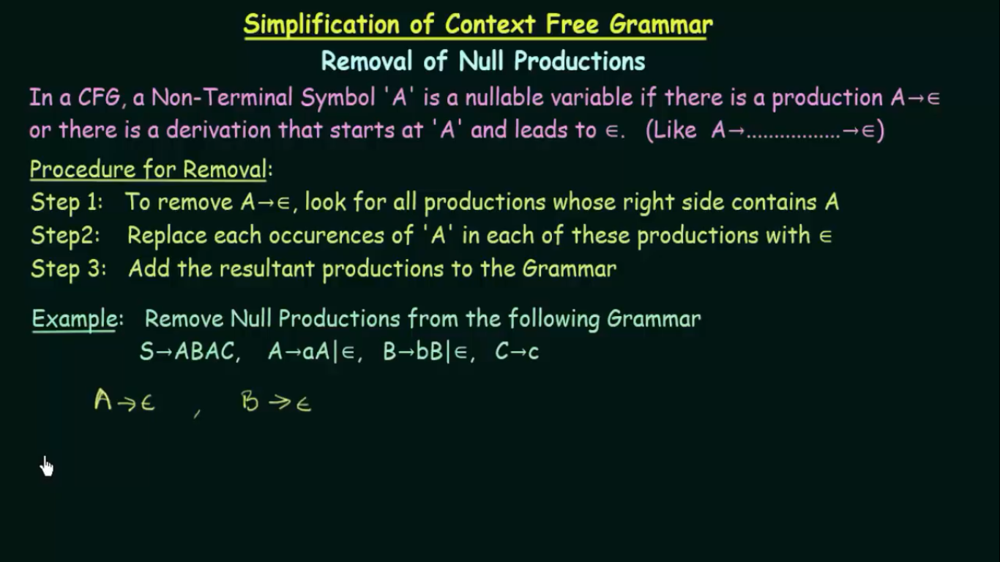 Simplification of Context Free Grammar
Removal of Null Productions
In a CFG, a Non-Terminal Symbol 'A' is a nullable variable if there is a production A→∈
or there is a derivation that starts at 'A' and leads to ∈. (Like A→.................→∈)
Procedure for Removal:
Step 1: To remove A→∈, look for all productions whose right side contains A
Step2: Replace each occurences of 'A' in each of these productions with ∈
Step 3: Add the resultant productions to the Grammar
Example: Remove Null Productions from the following Grammar
S→ABAC, A→aA|∈, B→bB|∈, C→c
A→∈ , B→∈